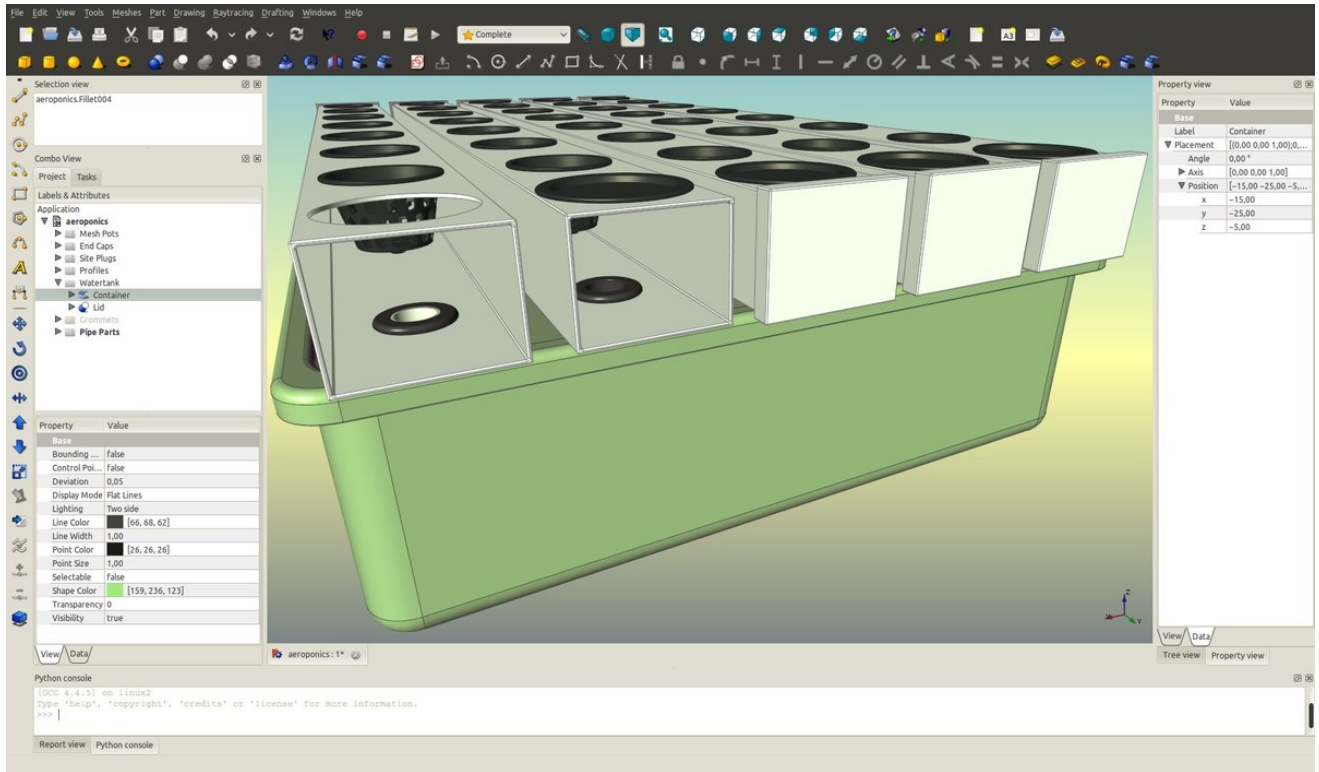 File Edit View Tools Meshes Part Drawing Raytracing Drafting Windows Help
Complete
A3
Selection view
aeroponics.Fillet004
Combo View
Project Tasks
Labels & Attributes
Application
aeroponics
Mesh Pots
End Caps
Site Plugs
Profiles
Watertank
Container
Lid
Grommets
Pipe Parts
Property Value
Base
Bounding ... false
Control Poi... false
Deviation 0,05
Display Mode Flat Lines
Lighting Two side
Line Color [66, 68, 62]
Line Width 1,00
Point Color [26, 26, 26]
Point Size 1,00
Selectable false
Shape Color [159, 236, 123]
Transparency 0
Visibility true
View Data
Z
Y
aeroponics : 1*
Property view
Property Value
Base
Label Container
Placement [(0,00 0,00 1,00);0,...
Angle 0,00 °
Axis [0,00 0,00 1,00]
Position [-15,00 -25,00 -5,...
x -15,00
y -25,00
z -5,00
View Data
Tree view Property view
Python console
[GCC 4.4.5] on linux2
Type 'help', 'copyright', 'credits' or 'license' for more information.
>>>
Report view Python console